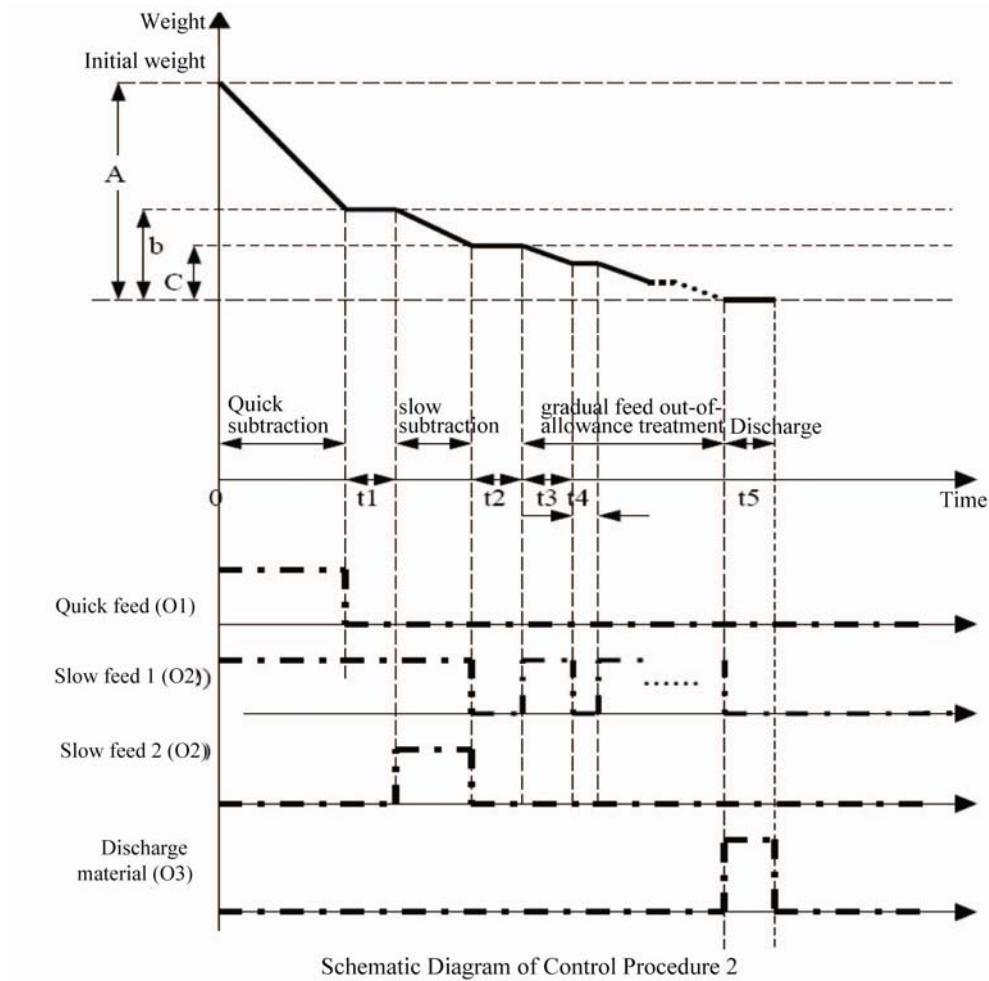 Weight
Initial weight
A
b
C
Quick
subtraction
slow
subtraction
gradual feed out-of-
allowance treatment
Discharge
0
t1
t2
t3
t4
t5
Time
Quick feed (O1)
Slow feed 1 (O2))
Slow feed 2 (O2))
Discharge
material (O3)
Schematic Diagram of Control Procedure 2